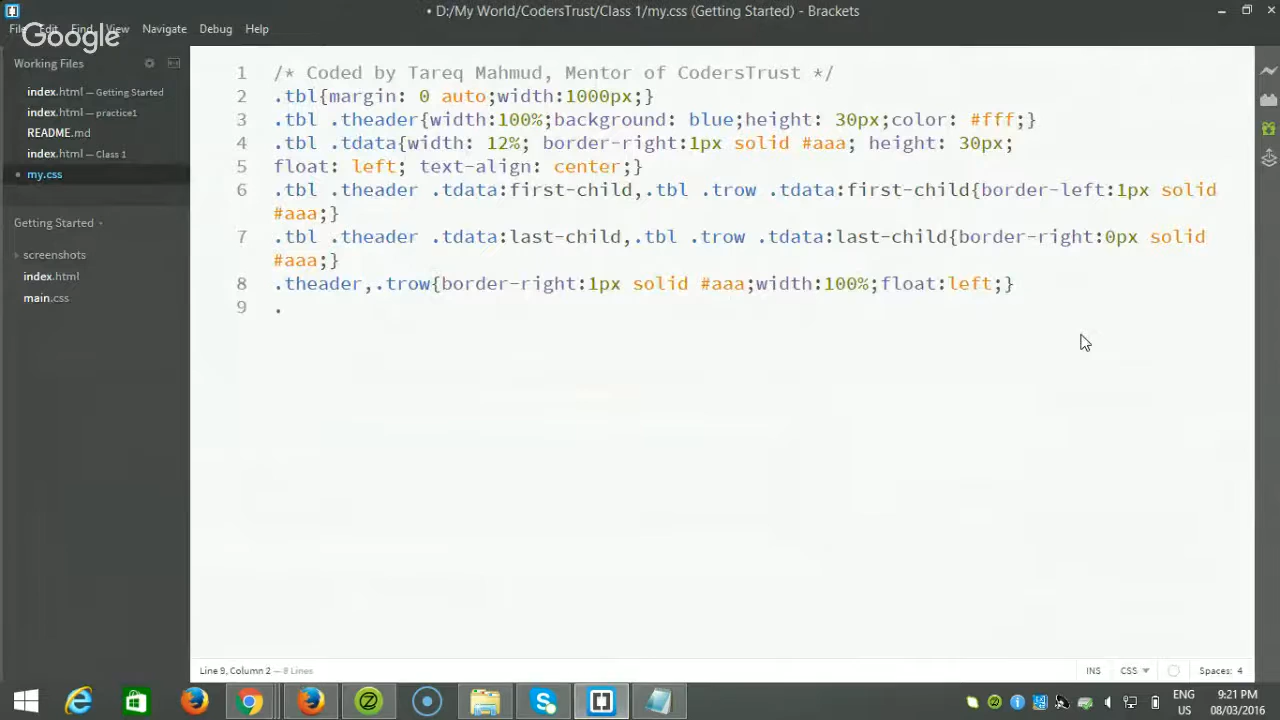 • D:/My World/CodersTrust/Class 1/my.css (Getting Started) - Brackets
File Edit Find View Navigate Debug Help
Google
Working Files
index.html — Getting Started
index.html — practice1
README.md
index.html — Class 1
• my.css
Getting Started
screenshots
index.html
main.css
1 /* Coded by Tareq Mahmud, Mentor of CodersTrust */
2 .tbl{margin: 0 auto;width:1000px;}
3 .tbl .theader{width:100%;background: blue;height: 30px;color: #fff;}
4 .tbl .tdata{width: 12%; border-right:1px solid #aaa; height: 30px;
5 float: left; text-align: center;}
6 .tbl .theader .tdata:first-child,.tbl .trow .tdata:first-child{border-left:1px solid
#aaa;}
7 .tbl .theader .tdata:last-child,.tbl .trow .tdata:last-child{border-right:0px solid
#aaa;}
8 .theader,.trow{border-right:1px solid #aaa;width:100%;float:left;}
9 .
Line 9, Column 2 — 9 Lines
INS CSS Spaces: 4
ENG 9:21 PM
US 08/03/2016